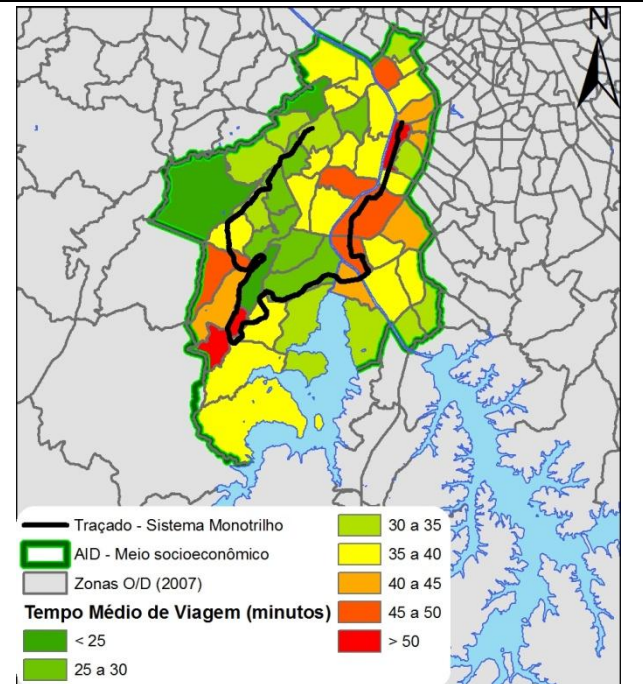 N
Traçado - Sistema Monotrilho
AID - Meio socioeconômico
Zonas O/D (2007)
Tempo Médio de Viagem (minutos)
< 25
25 a 30
30 a 35
35 a 40
40 a 45
45 a 50
> 50